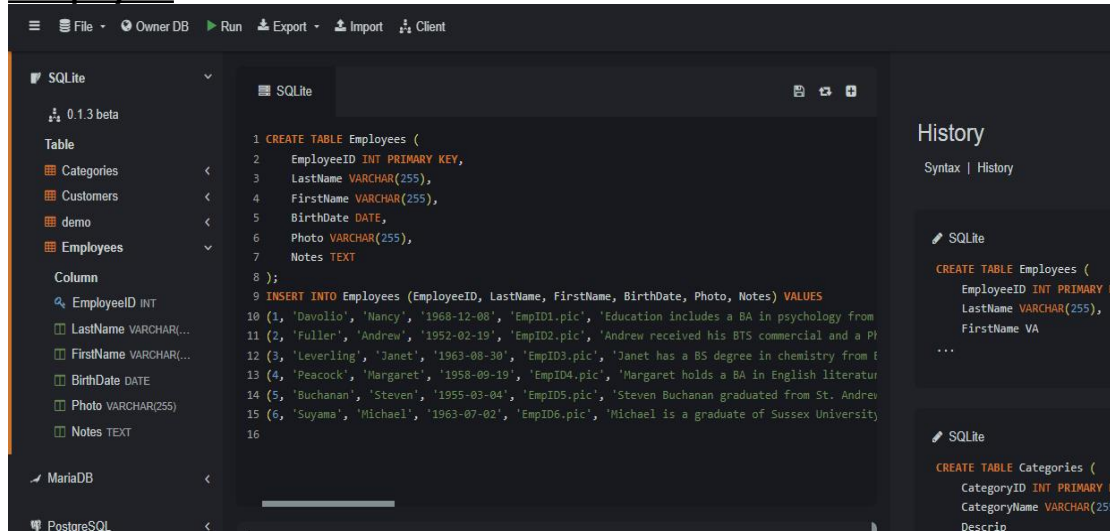 File Owner DB Run Export Import Client
SQLite
0.1.3 beta
Table
Categories
Customers
demo
Employees
Column
EmployeeID INT
LastName VARCHAR(...
FirstName VARCHAR(...
BirthDate DATE
Photo VARCHAR(255)
Notes TEXT
MariaDB
PostgreSQL
SQLite
1 CREATE TABLE Employees (
2 EmployeeID INT PRIMARY KEY,
3 LastName VARCHAR(255),
4 FirstName VARCHAR(255),
5 BirthDate DATE,
6 Photo VARCHAR(255),
7 Notes TEXT
8 );
9 INSERT INTO Employees (EmployeeID, LastName, FirstName, BirthDate, Photo, Notes) VALUES
10 (1, 'Davolio', 'Nancy', '1968-12-08', 'EmpID1.pic', 'Education includes a BA in psychology from
11 (2, 'Fuller', 'Andrew', '1952-02-19', 'EmpID2.pic', 'Andrew received his BTS commercial and a Ph
12 (3, 'Leverling', 'Janet', '1963-08-30', 'EmpID3.pic', 'Janet has a BS degree in chemistry from
13 (4, 'Peacock', 'Margaret', '1958-09-19', 'EmpID4.pic', 'Margaret holds a BA in English literatur
14 (5, 'Buchanan', 'Steven', '1955-03-04', 'EmpID5.pic', 'Steven Buchanan graduated from St. Andrew
15 (6, 'Suyama', 'Michael', '1963-07-02', 'EmpID6.pic', 'Michael is a graduate of Sussex University
16
History
Syntax | History
SQLite
CREATE TABLE Employees (
EmployeeID INT PRIMARY
LastName VARCHAR(255),
FirstName VA
...
SQLite
CREATE TABLE Categories (
CategoryID INT PRIMARY
CategoryName VARCHAR(25
Descrip